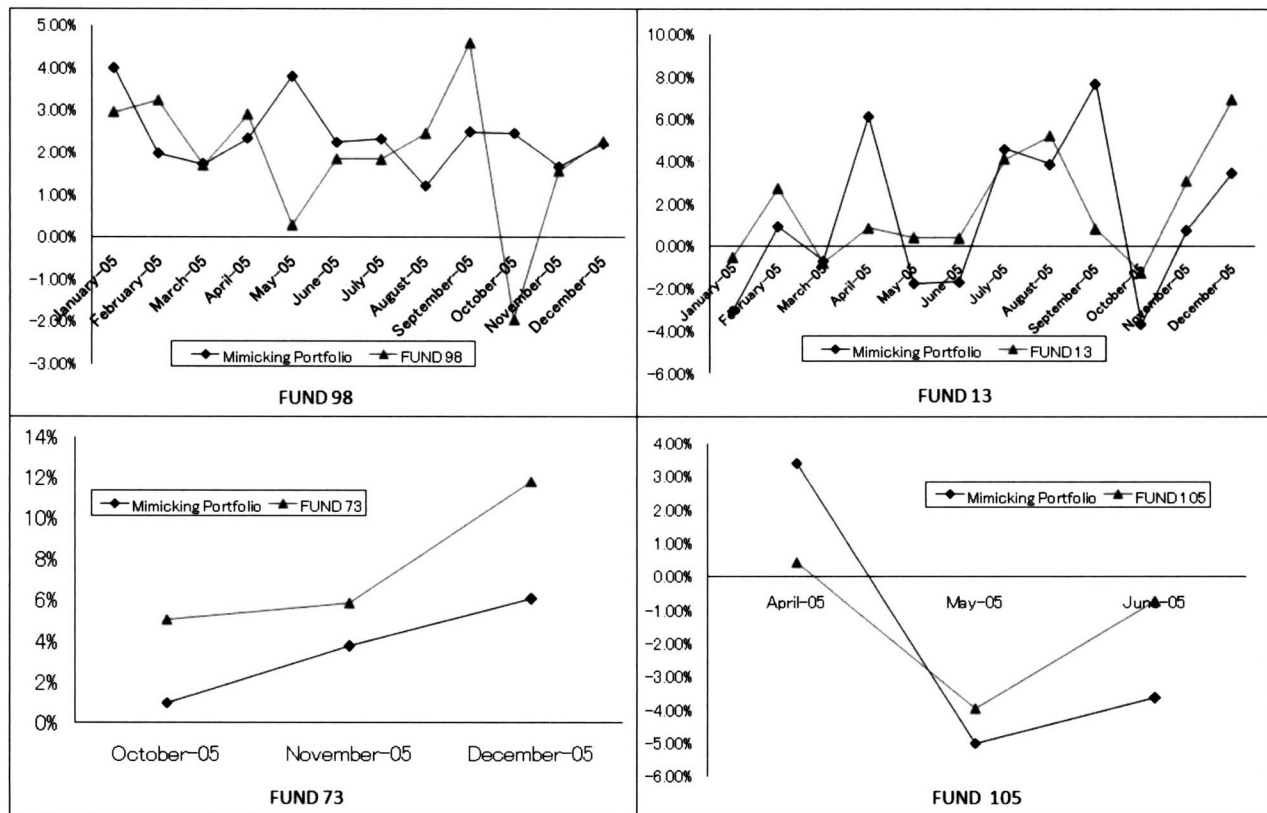 5.00%
4.00%
3.00%
2.00%
1.00%
0.00%
-1.00%
-2.00%
-3.00%
January-05
February-05
March-05
April-05
May-05
June-05
July-05
August-05
September-05
October-05
November-05
December-05
Mimicking Portfolio FUND 98
FUND 98
10.00%
8.00%
6.00%
4.00%
2.00%
0.00%
-2.00%
-4.00%
-6.00%
January-05
February-05
March-05
April-05
May-05
June-05
July-05
August-05
September-05
October-05
November-05
December-05
Mimicking Portfolio FUND 13
FUND 13
14%
12%
10%
8%
6%
4%
2%
0%
Mimicking Portfolio FUND 73
October-05 November-05 December-05
FUND 73
4.00%
3.00%
2.00%
1.00%
0.00%
-1.00%
-2.00%
-3.00%
-4.00%
-5.00%
-6.00%
Mimicking Portfolio FUND 105
April-05 May-05 June-05
FUND 105